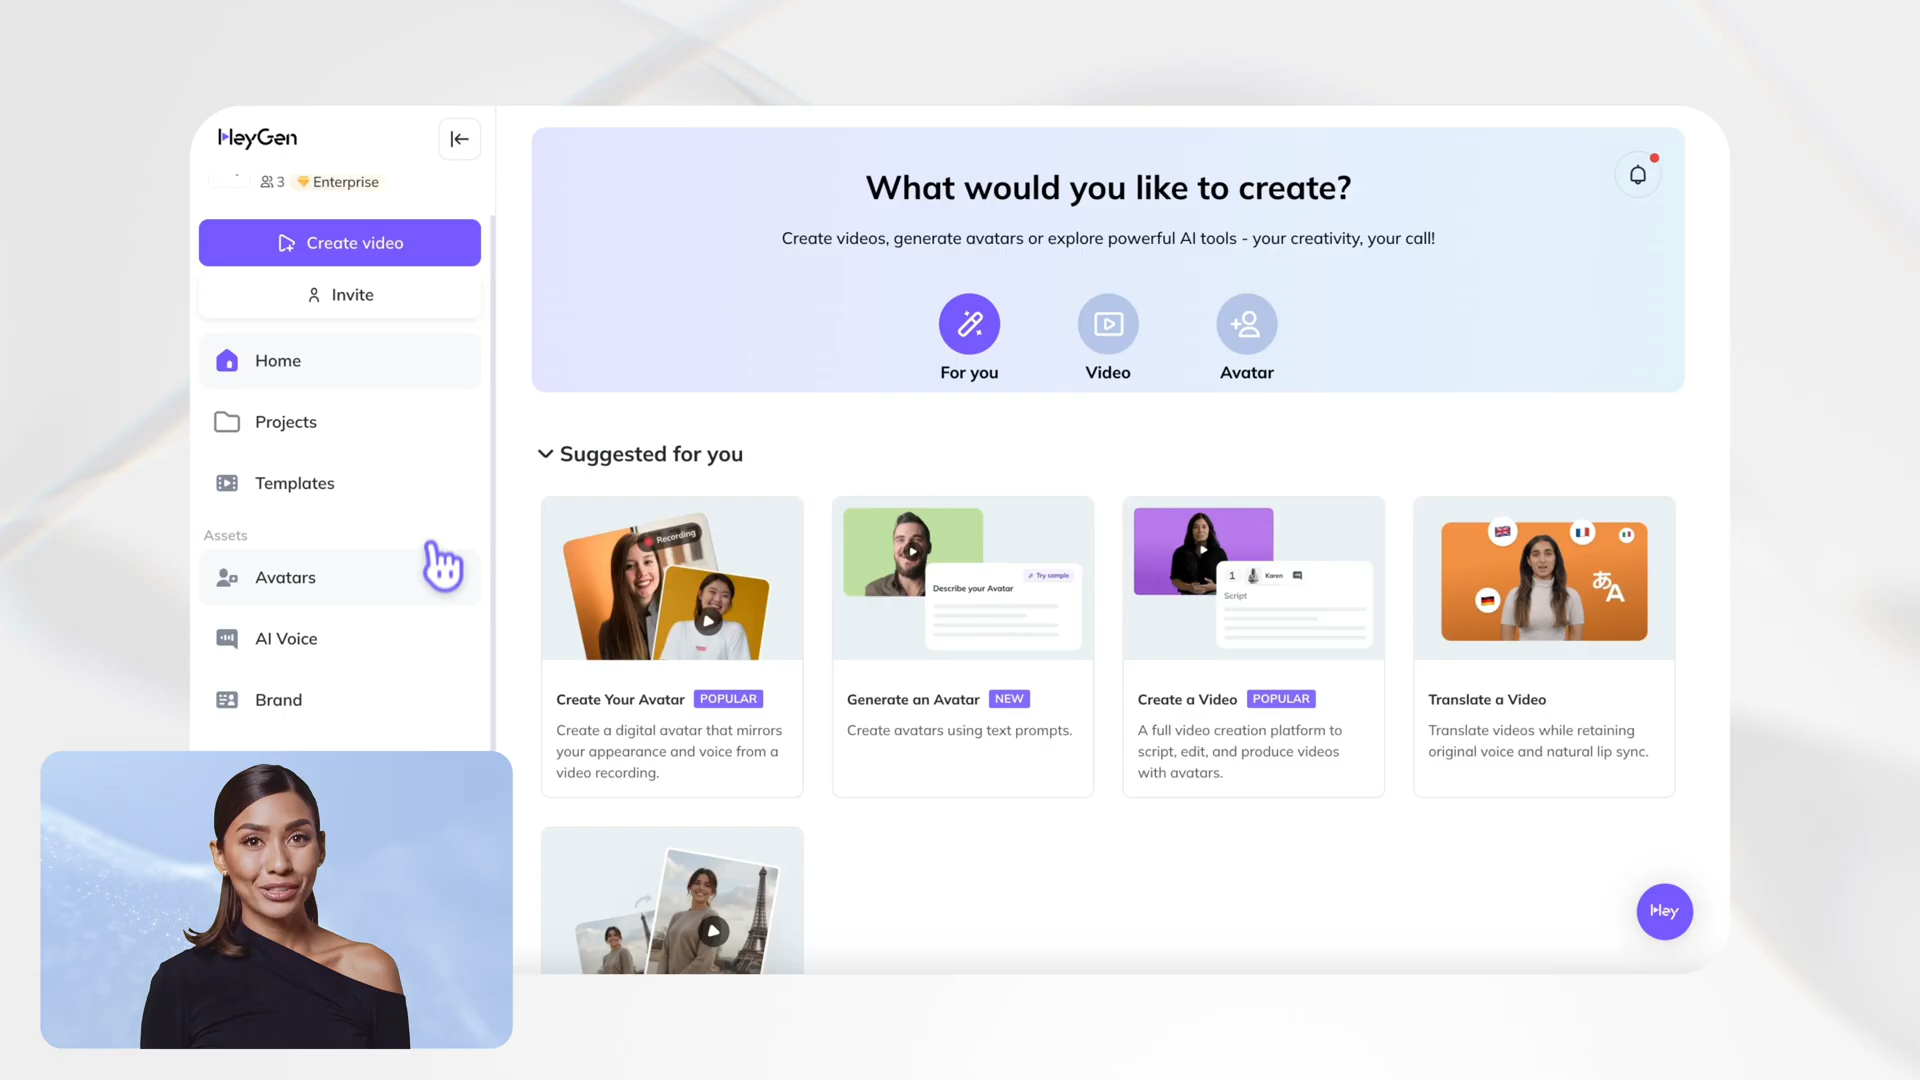 HeyGen
3 Enterprise
Create video
Invite
Home
Projects
Templates
Assets
Avatars
AI Voice
Brand
What would you like to create?
Create videos, generate avatars or explore powerful AI tools - your creativity, your call!
For you
Video
Avatar
Suggested for you
Recording
Create Your Avatar POPULAR
Create a digital avatar that mirrors
your appearance and voice from a
video recording.
Try sample
Describe your Avatar
Generate an Avatar NEW
Create avatars using text prompts.
1 Karen
Script
Create a Video POPULAR
A full video creation platform to
script, edit, and produce videos
with avatars.
あA
Translate a Video
Translate videos while retaining
original voice and natural lip sync.
Hey